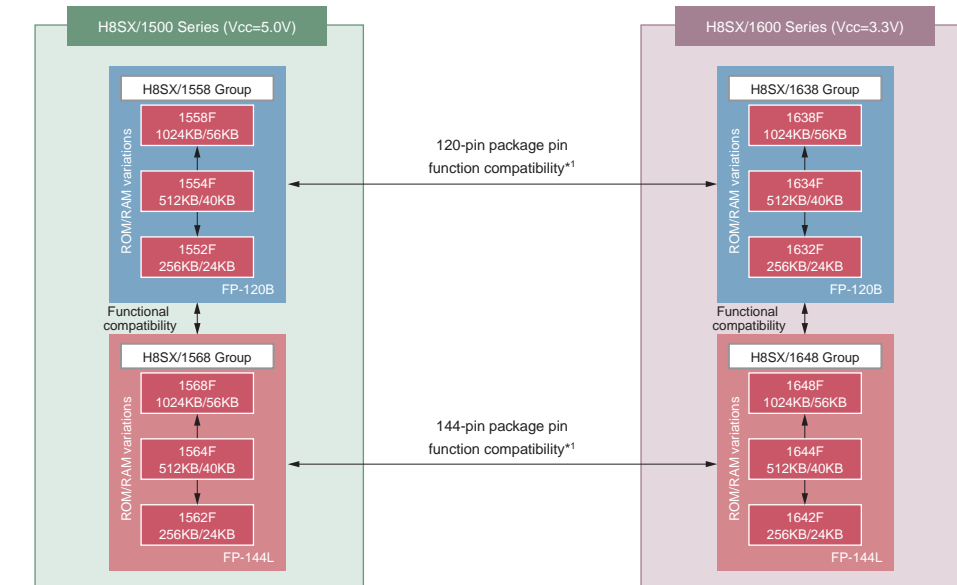 H8SX/1500 Series (Vcc=5.0V)
H8SX/1558 Group
ROM/RAM variations
1558F
1024KB/56KB
1554F
512KB/40KB
1552F
256KB/24KB
FP-120B
Functional
compatibility
H8SX/1568 Group
ROM/RAM variations
1568F
1024KB/56KB
1564F
512KB/40KB
1562F
256KB/24KB
FP-144L
120-pin package pin
function compatibility*1
144-pin package pin
function compatibility*1
H8SX/1600 Series (Vcc=3.3V)
H8SX/1638 Group
ROM/RAM variations
1638F
1024KB/56KB
1634F
512KB/40KB
1632F
256KB/24KB
FP-120B
Functional
compatibility
H8SX/1648 Group
ROM/RAM variations
1648F
1024KB/56KB
1644F
512KB/40KB
1642F
256KB/24KB
FP-144L